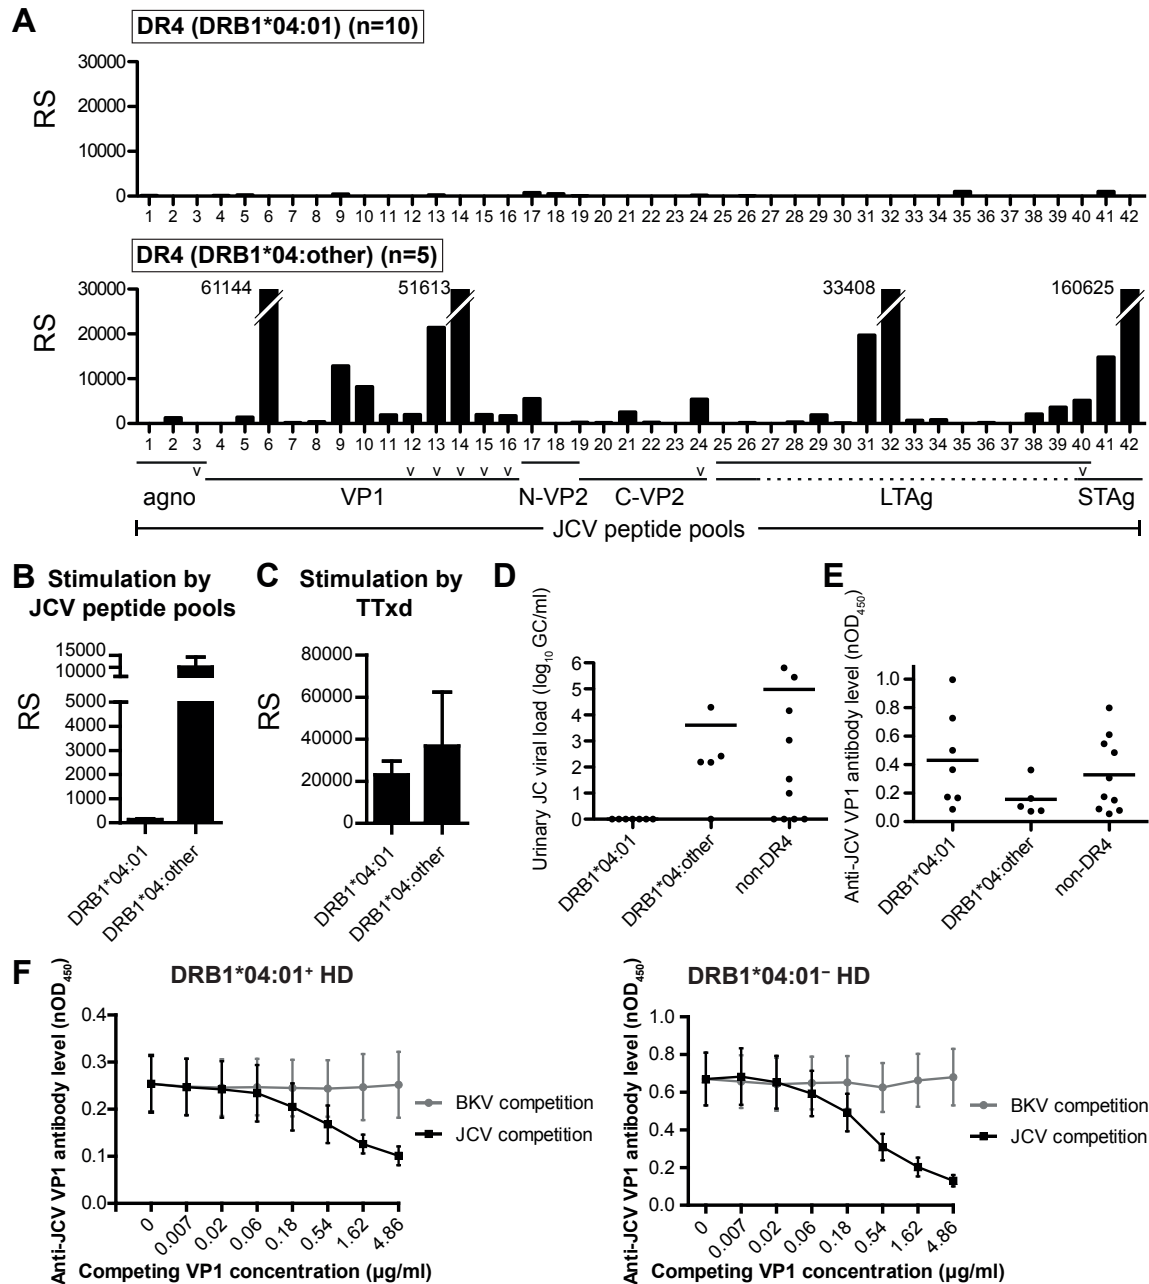 A
DR4 (DRB1*04:01) (n=10)
RS
30000
20000
10000
0
1 2 3 4 5 6 7 8 9 10 11 12 13 14 15 16 17 18 19 20 21 22 23 24 25 26 27 28 29 30 31 32 33 34 35 36 37 38 39 40 41 42
DR4 (DRB1*04:other) (n=5)
61144 51613 33408 160625
RS
30000
20000
10000
0
1 2 3 4 5 6 7 8 9 10 11 12 13 14 15 16 17 18 19 20 21 22 23 24 25 26 27 28 29 30 31 32 33 34 35 36 37 38 39 40 41 42
v v v v v v v v
agno VP1 N-VP2 C-VP2 LTAg STAg
JCV peptide pools
B Stimulation by
JCV peptide pools
RS
15000
10000
5000
4000
3000
2000
1000
0
DRB1*04:01
DRB1*04:other
C Stimulation by
TTxd
RS
80000
60000
40000
20000
0
DRB1*04:01
DRB1*04:other
D
Urinary JC viral load (log10 GC/ml)
6
5
4
3
2
1
0
DRB1*04:01
DRB1*04:other
non-DR4
E
Anti-JCV VP1 antibody level (nOD450)
1.0
0.8
0.6
0.4
0.2
0.0
DRB1*04:01
DRB1*04:other
non-DR4
F
DRB1*04:01+ HD
Anti-JCV VP1 antibody level (nOD450)
0.4
0.3
0.2
0.1
0.0
BKV competition
JCV competition
0 0.007 0.02 0.06 0.18 0.54 1.62 4.86
Competing VP1 concentration (µg/ml)
DRB1*04:01− HD
Anti-JCV VP1 antibody level (nOD450)
1.0
0.8
0.6
0.4
0.2
0.0
BKV competition
JCV competition
0 0.007 0.02 0.06 0.18 0.54 1.62 4.86
Competing VP1 concentration (µg/ml)